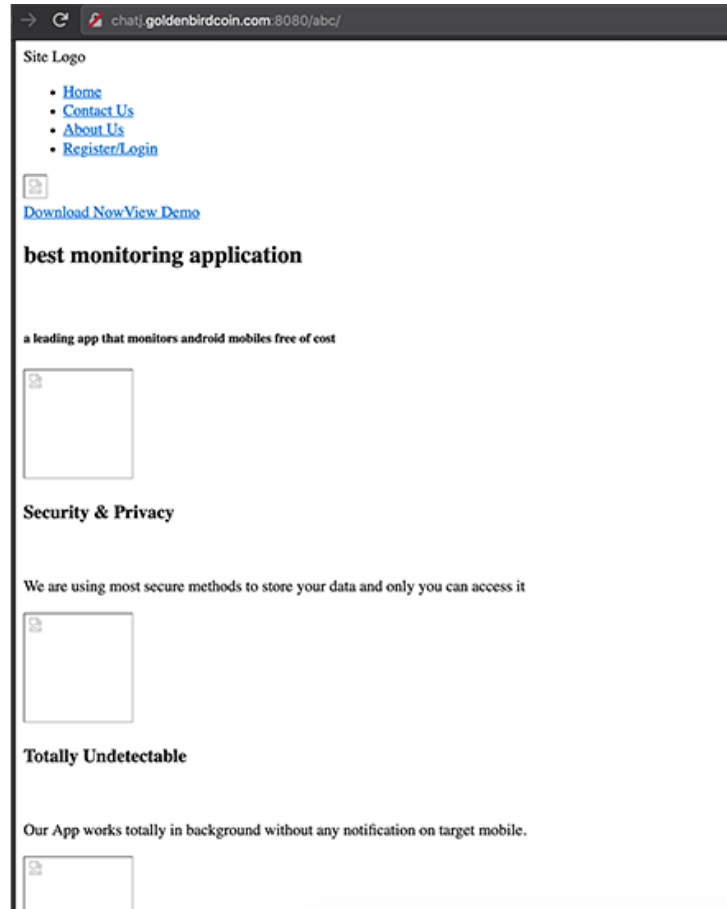 chatj.goldenbirdcoin.com:8080/abc/
Site Logo
Home
Contact Us
About Us
Register/Login
Download NowView Demo
best monitoring application
a leading app that monitors android mobiles free of cost
Security & Privacy
We are using most secure methods to store your data and only you can access it
Totally Undetectable
Our App works totally in background without any notification on target mobile.